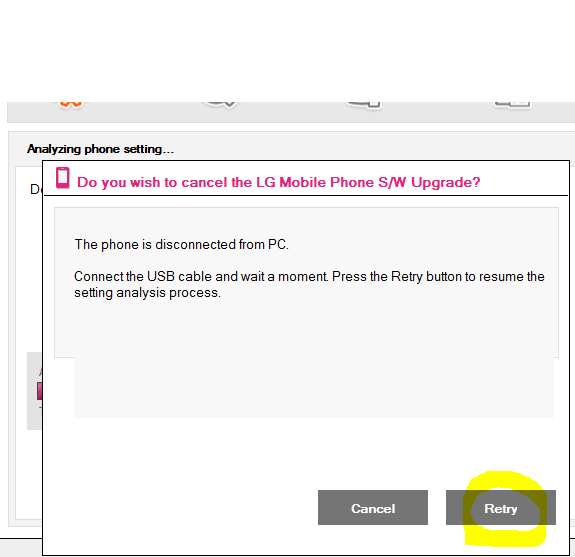 Analyzing phone setting...
Do you wish to cancel the LG Mobile Phone S/W Upgrade?
The phone is disconnected from PC.
Connect the USB cable and wait a moment. Press the Retry button to resume the
setting analysis process.
Cancel
Retry